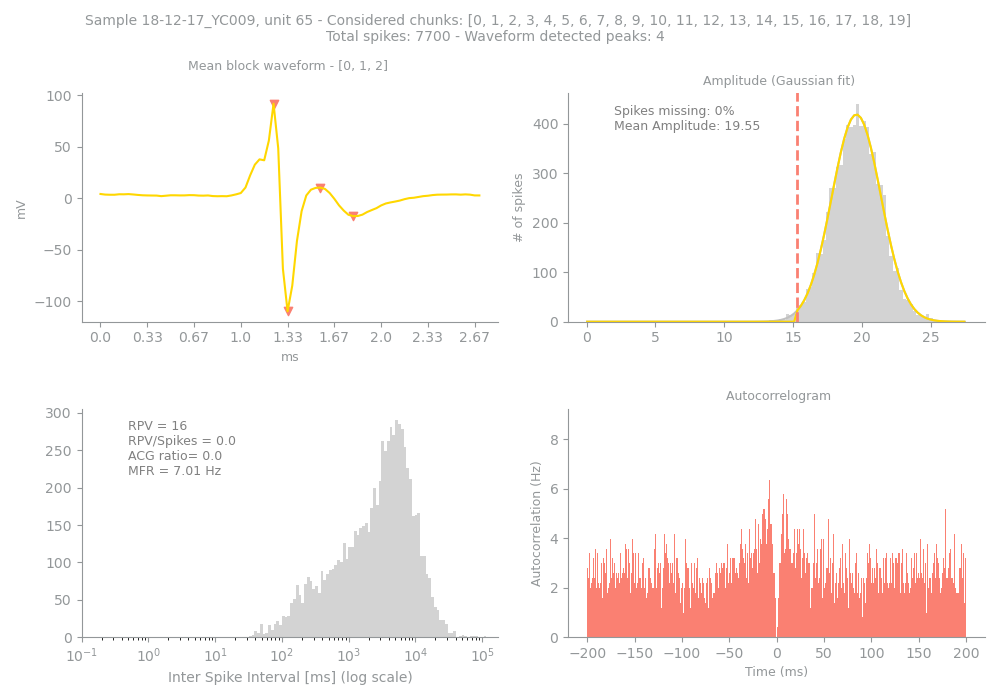 Sample 18-12-17_YC009, unit 65 - Considered chunks: [0, 1, 2, 3, 4, 5, 6, 7, 8, 9, 10, 11, 12, 13, 14, 15, 16, 17, 18, 19]
Total spikes: 7700 - Waveform detected peaks: 4
Mean block waveform - [0, 1, 2]
100
50
0
−50
−100
mV
0.0 0.33 0.67 1.0 1.33 1.67 2.0 2.33 2.67
ms
Amplitude (Gaussian fit)
Spikes missing: 0%
Mean Amplitude: 19.55
400
300
200
100
0
# of spikes
0 5 10 15 20 25
RPV = 16
RPV/Spikes = 0.0
ACG ratio= 0.0
MFR = 7.01 Hz
300
250
200
150
100
50
0
10⁻¹ 10⁰ 10¹ 10² 10³ 10⁴ 10⁵
Inter Spike Interval [ms] (log scale)
Autocorrelogram
8
6
4
2
0
Autocorrelation (Hz)
−200 −150 −100 −50 0 50 100 150 200
Time (ms)